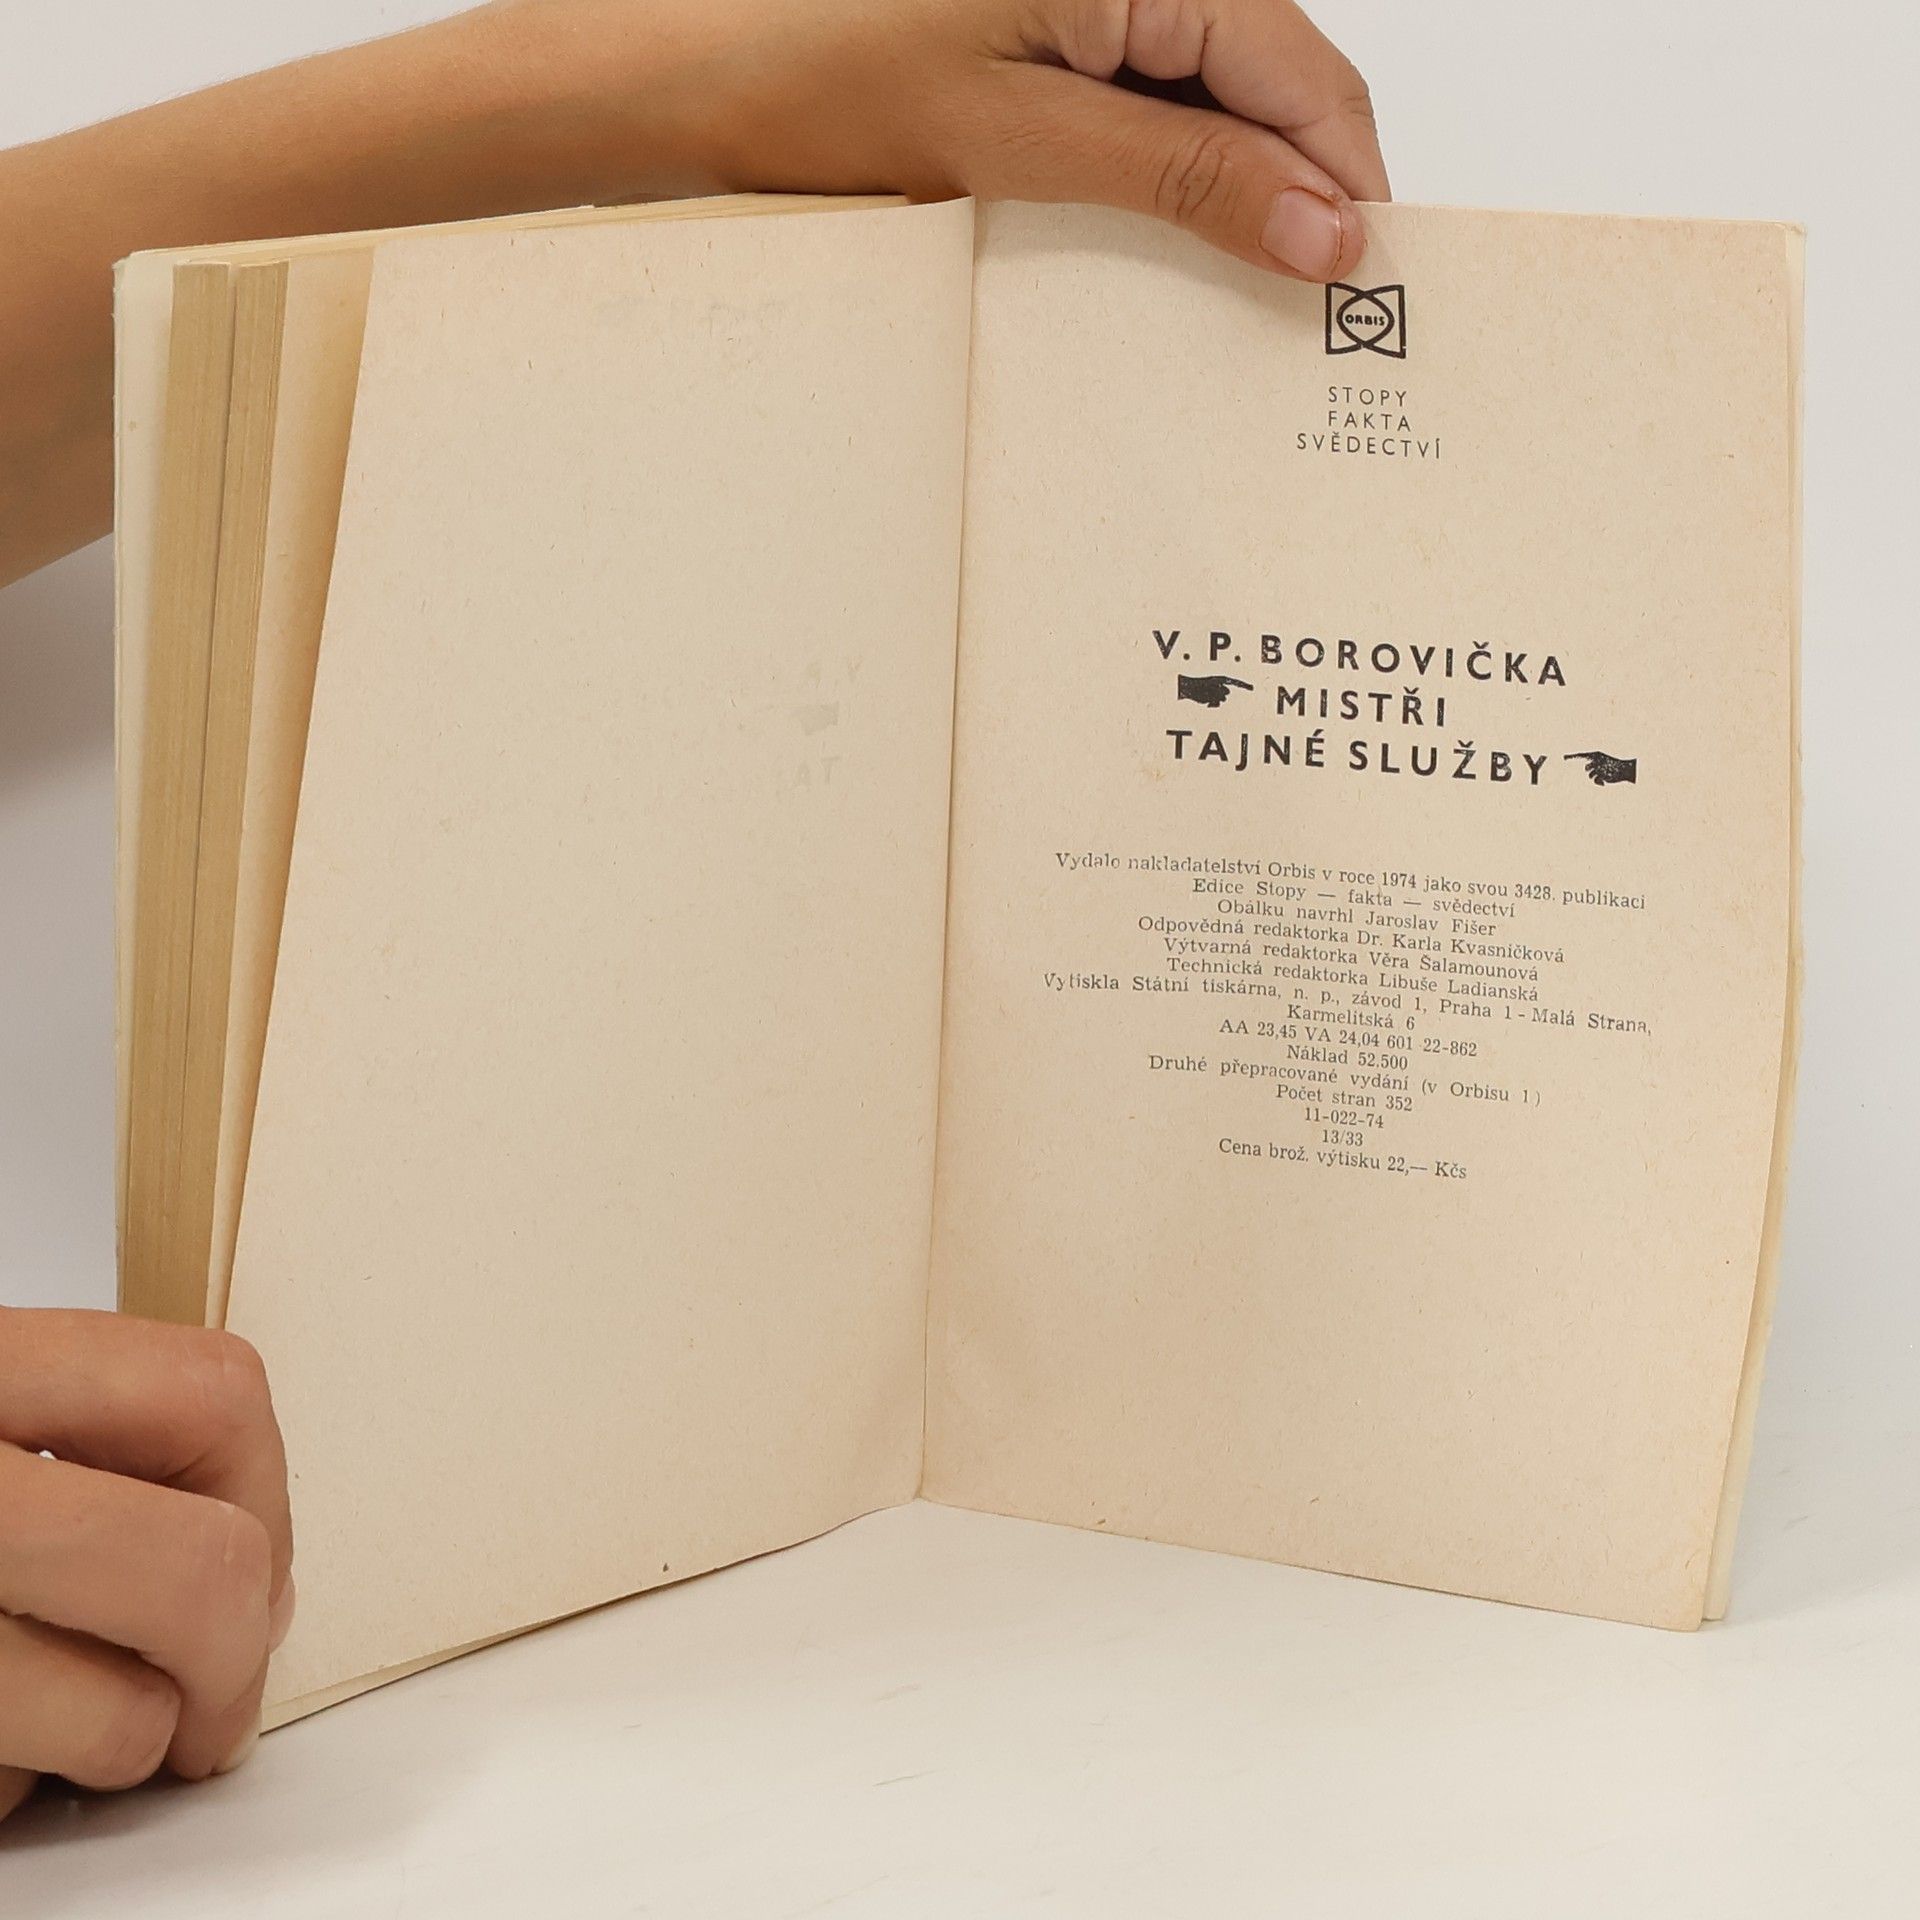 ORBIS
STOPY
FAKTA
SVĚDECTVÍ
V. P. BOROVIČKA
MISTŘI
TAJNÉ SLUŽBY
Vydalo nakladatelství Orbis v roce 1974 jako svou 3428. publikaci
Edice Stopy — fakta — svědectví
Obálku navrhl Jaroslav Fišer
Odpovědná redaktorka Dr. Karla Kvasničková
Výtvarná redaktorka Věra Šalamounová
Technická redaktorka Libuše Ladianská
Vytiskla Státní tiskárna, n. p., závod 1, Praha 1 - Malá Strana,
Karmelitská 6
AA 23,45 VA 24,04 601 22-862
Náklad 52.500
Druhé přepracované vydání (v Orbisu 1)
Počet stran 352
11-022-74
13/33
Cena brož. výtisku 22,— Kčs